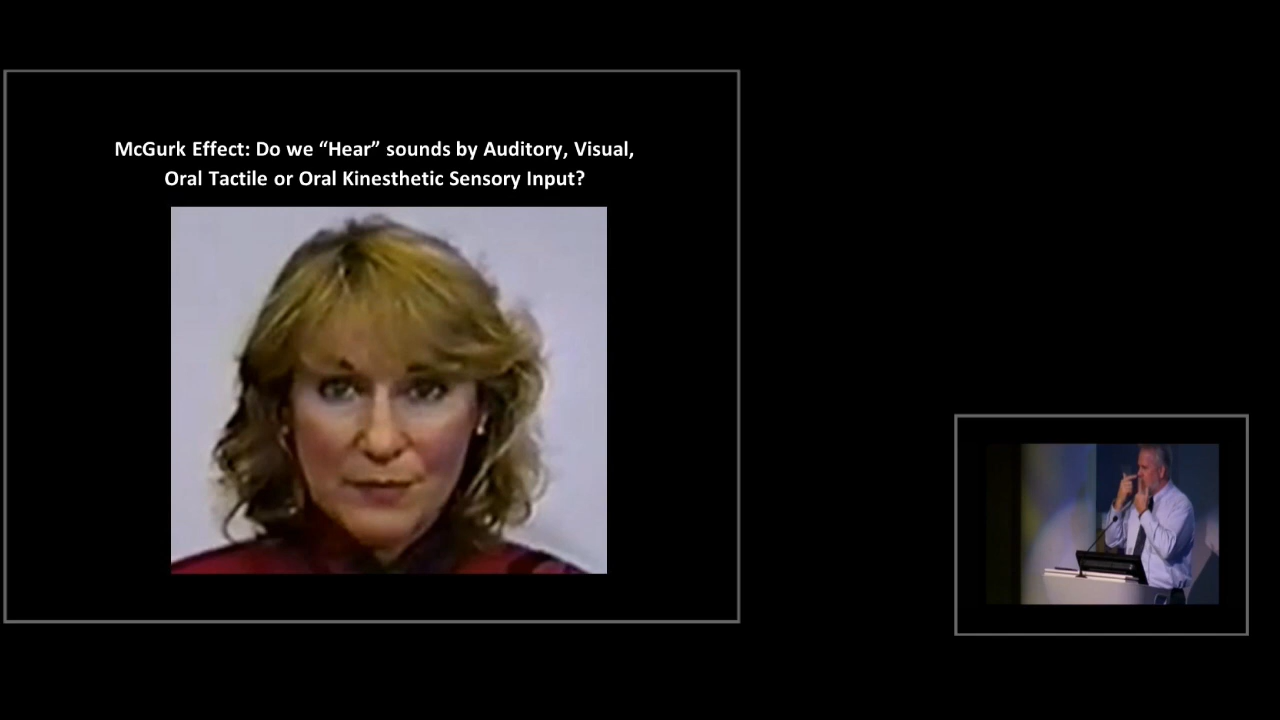 McGurk Effect: Do we “Hear” sounds by Auditory, Visual,
Oral Tactile or Oral Kinesthetic Sensory Input?